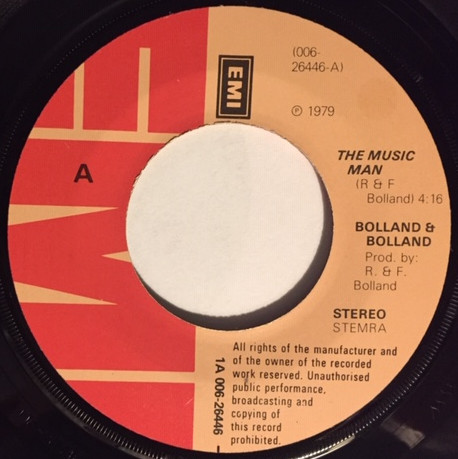 EMI
A
EMI
(006-
26446-A)
℗ 1979
THE MUSIC
MAN
(R & F
Bolland) 4:16
BOLLAND &
BOLLAND
Prod. by:
R. & F.
Bolland
STEREO
STEMRA
All rights of the manufacturer and
of the owner of the recorded
work reserved. Unauthorised
public performance,
broadcasting and
copying of
this record
prohibited.
1A 006-26446